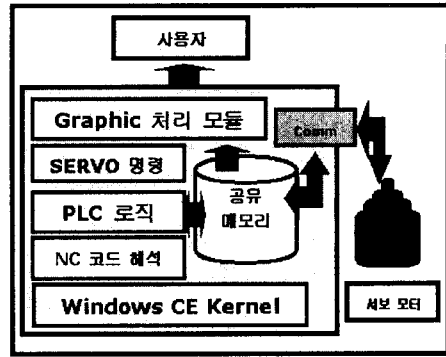 사용자
Graphic 처리 모듈
Comm
SERVO 명령
공유
메모리
PLC 로직
NC 코드 해석
Windows CE Kernel
서보 모터